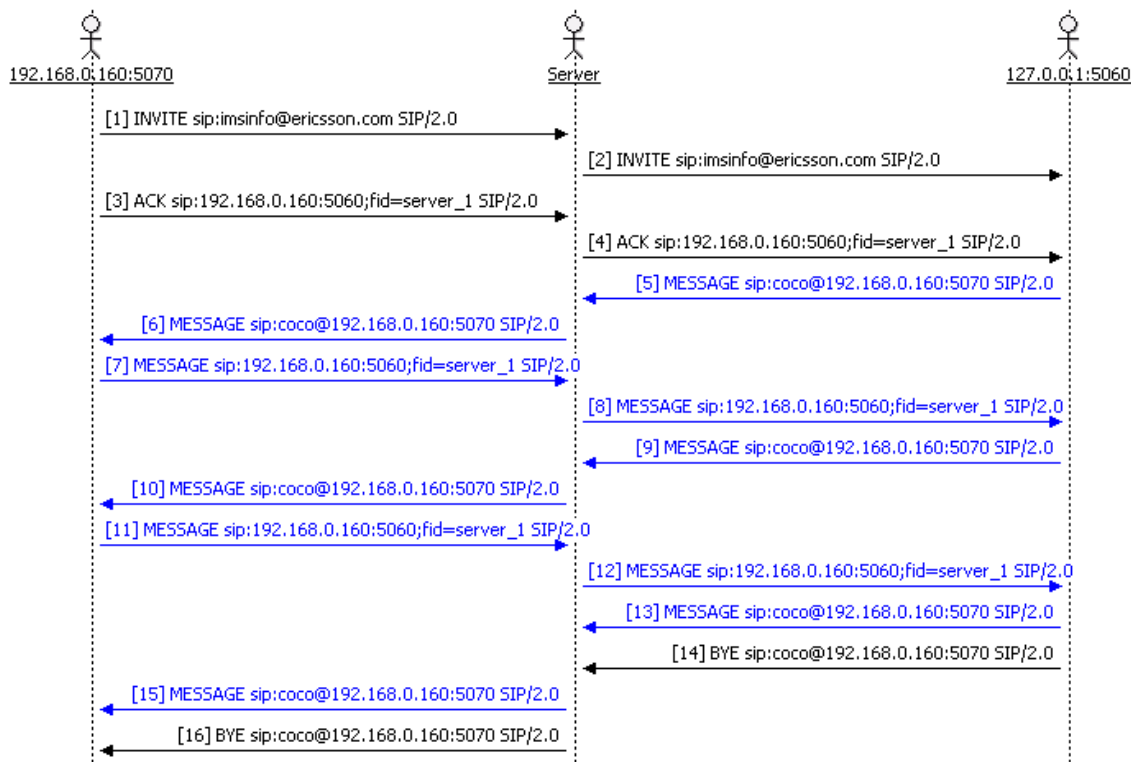 192.168.0.160:5070
Server
127.0.0.1:5060
[1] INVITE sip:imsinfo@ericsson.com SIP/2.0
[2] INVITE sip:imsinfo@ericsson.com SIP/2.0
[3] ACK sip:192.168.0.160:5060;fid=server_1 SIP/2.0
[4] ACK sip:192.168.0.160:5060;fid=server_1 SIP/2.0
[5] MESSAGE sip:coco@192.168.0.160:5070 SIP/2.0
[6] MESSAGE sip:coco@192.168.0.160:5070 SIP/2.0
[7] MESSAGE sip:192.168.0.160:5060;fid=server_1 SIP/2.0
[8] MESSAGE sip:192.168.0.160:5060;fid=server_1 SIP/2.0
[9] MESSAGE sip:coco@192.168.0.160:5070 SIP/2.0
[10] MESSAGE sip:coco@192.168.0.160:5070 SIP/2.0
[11] MESSAGE sip:192.168.0.160:5060;fid=server_1 SIP/2.0
[12] MESSAGE sip:192.168.0.160:5060;fid=server_1 SIP/2.0
[13] MESSAGE sip:coco@192.168.0.160:5070 SIP/2.0
[14] BYE sip:coco@192.168.0.160:5070 SIP/2.0
[15] MESSAGE sip:coco@192.168.0.160:5070 SIP/2.0
[16] BYE sip:coco@192.168.0.160:5070 SIP/2.0